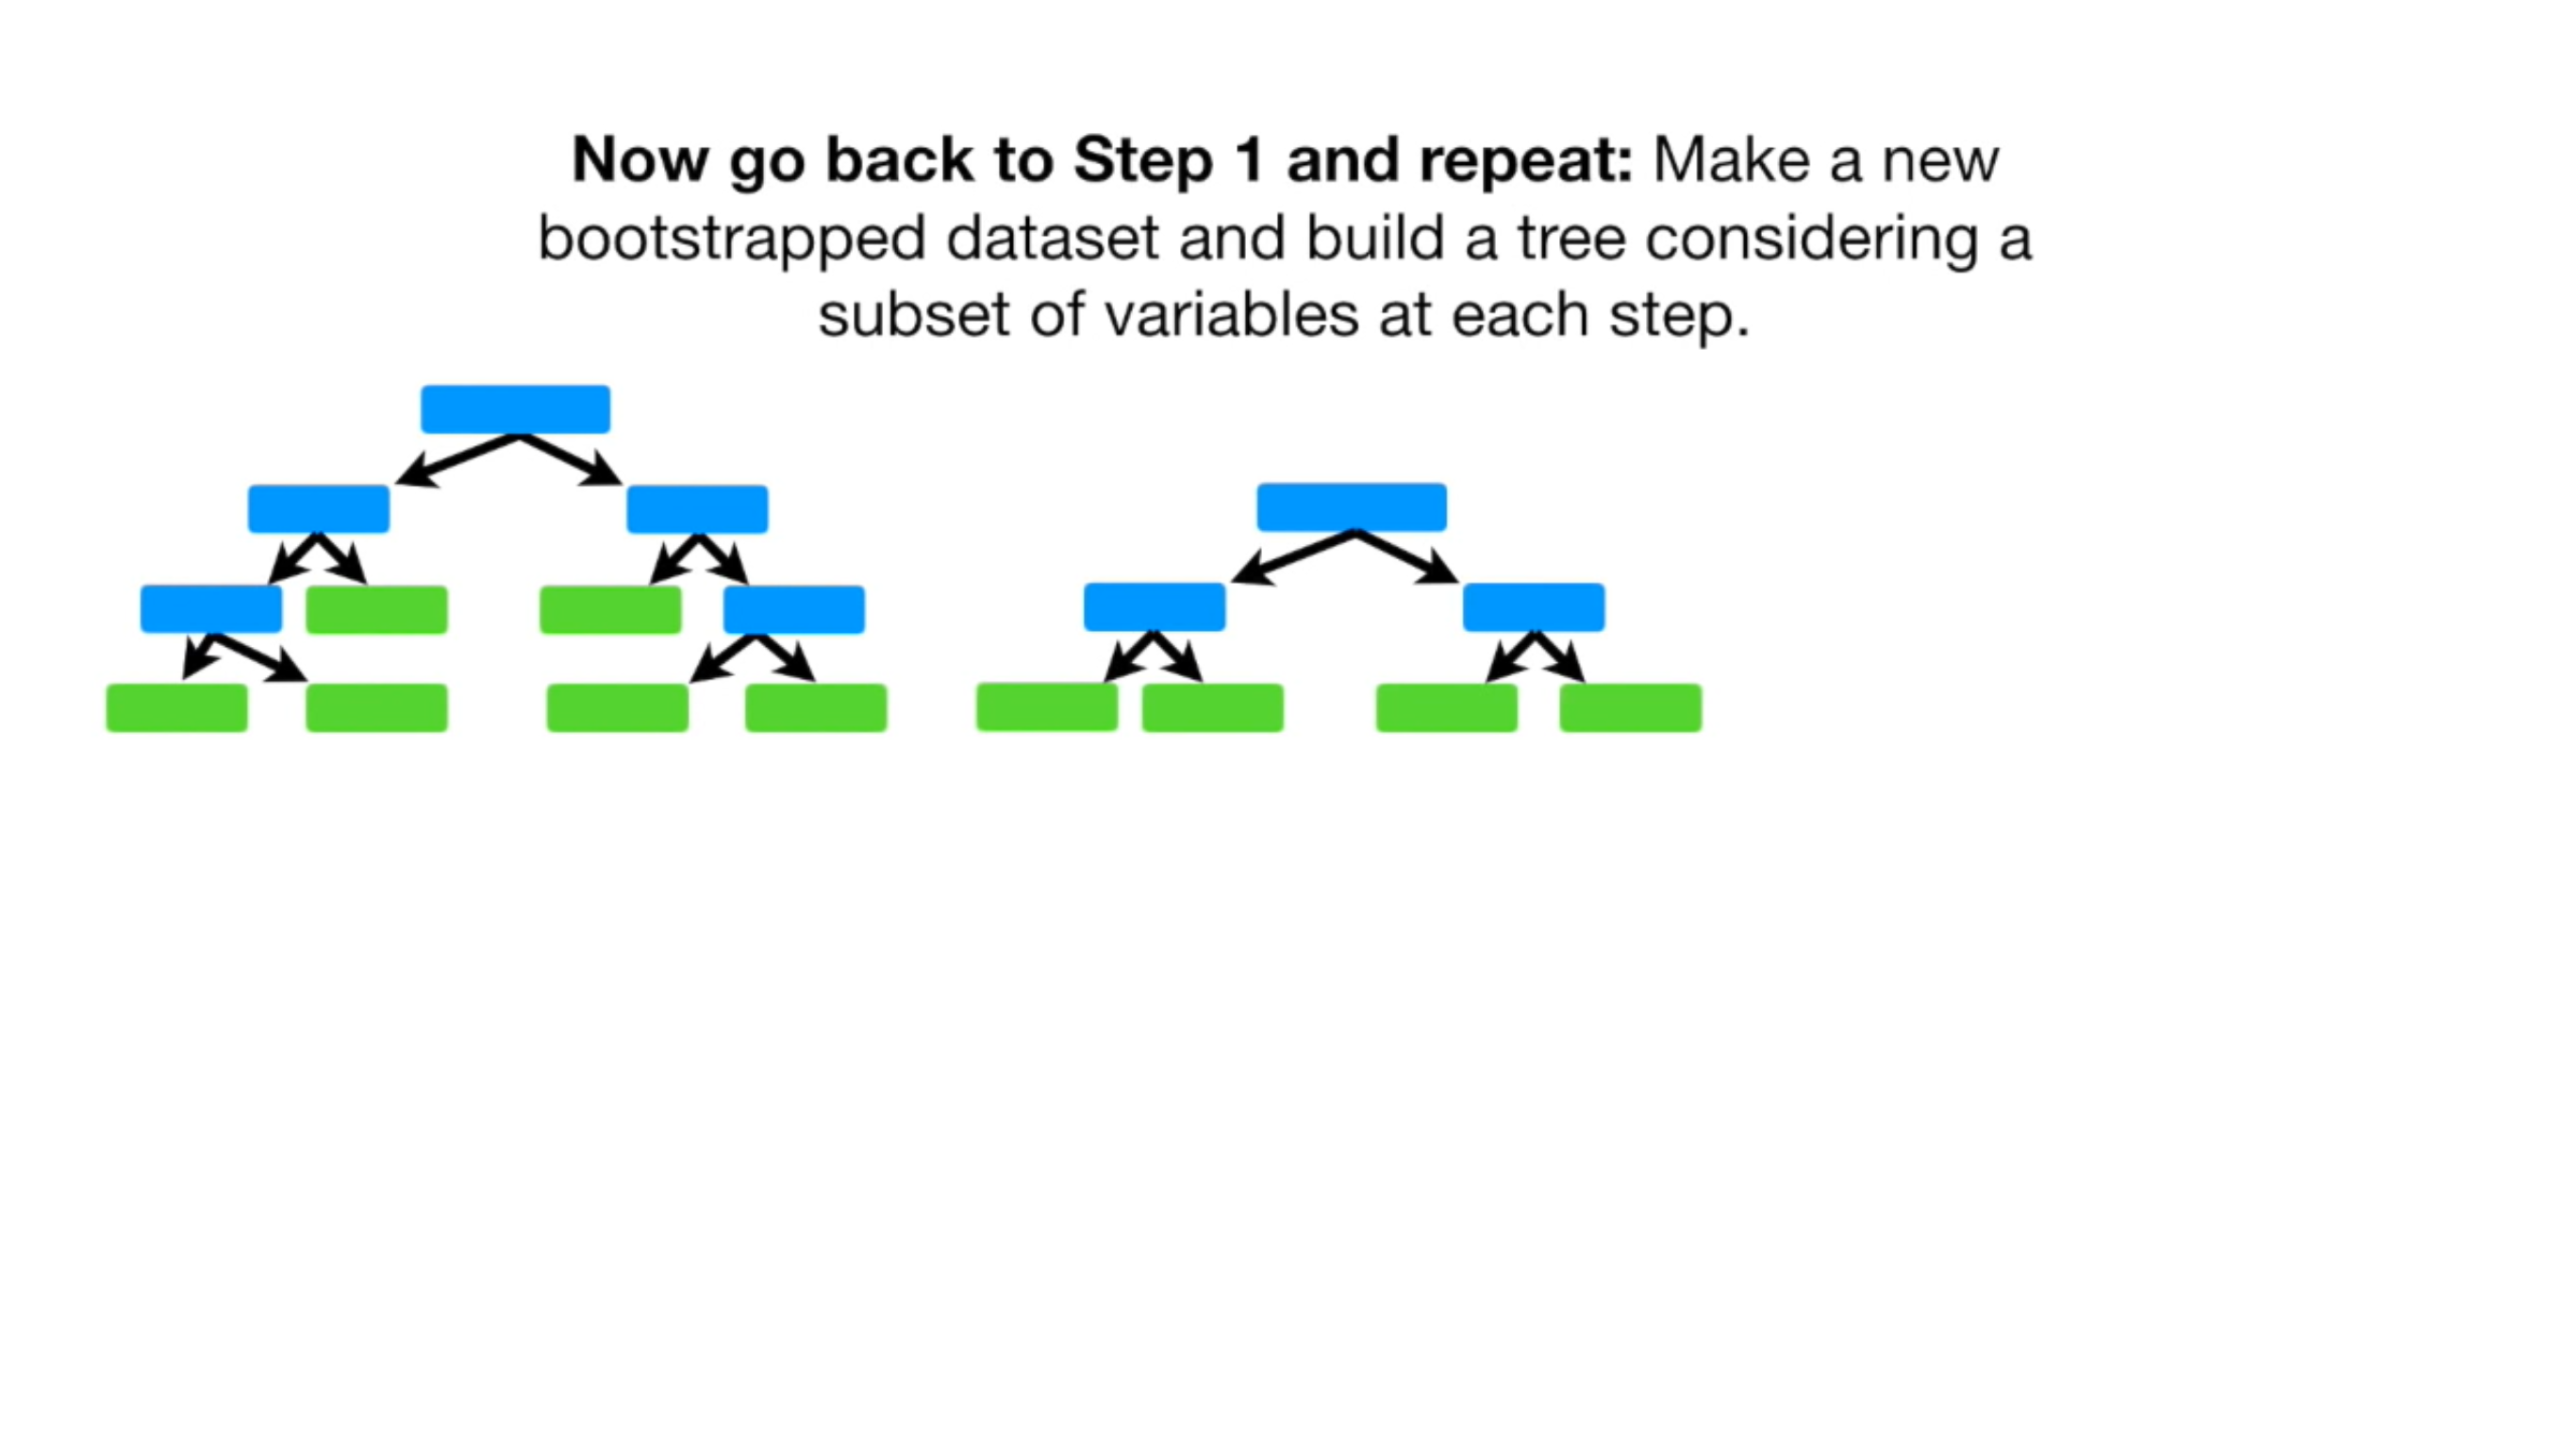 Now go back to Step 1 and repeat: Make a new
bootstrapped dataset and build a tree considering a
subset of variables at each step.